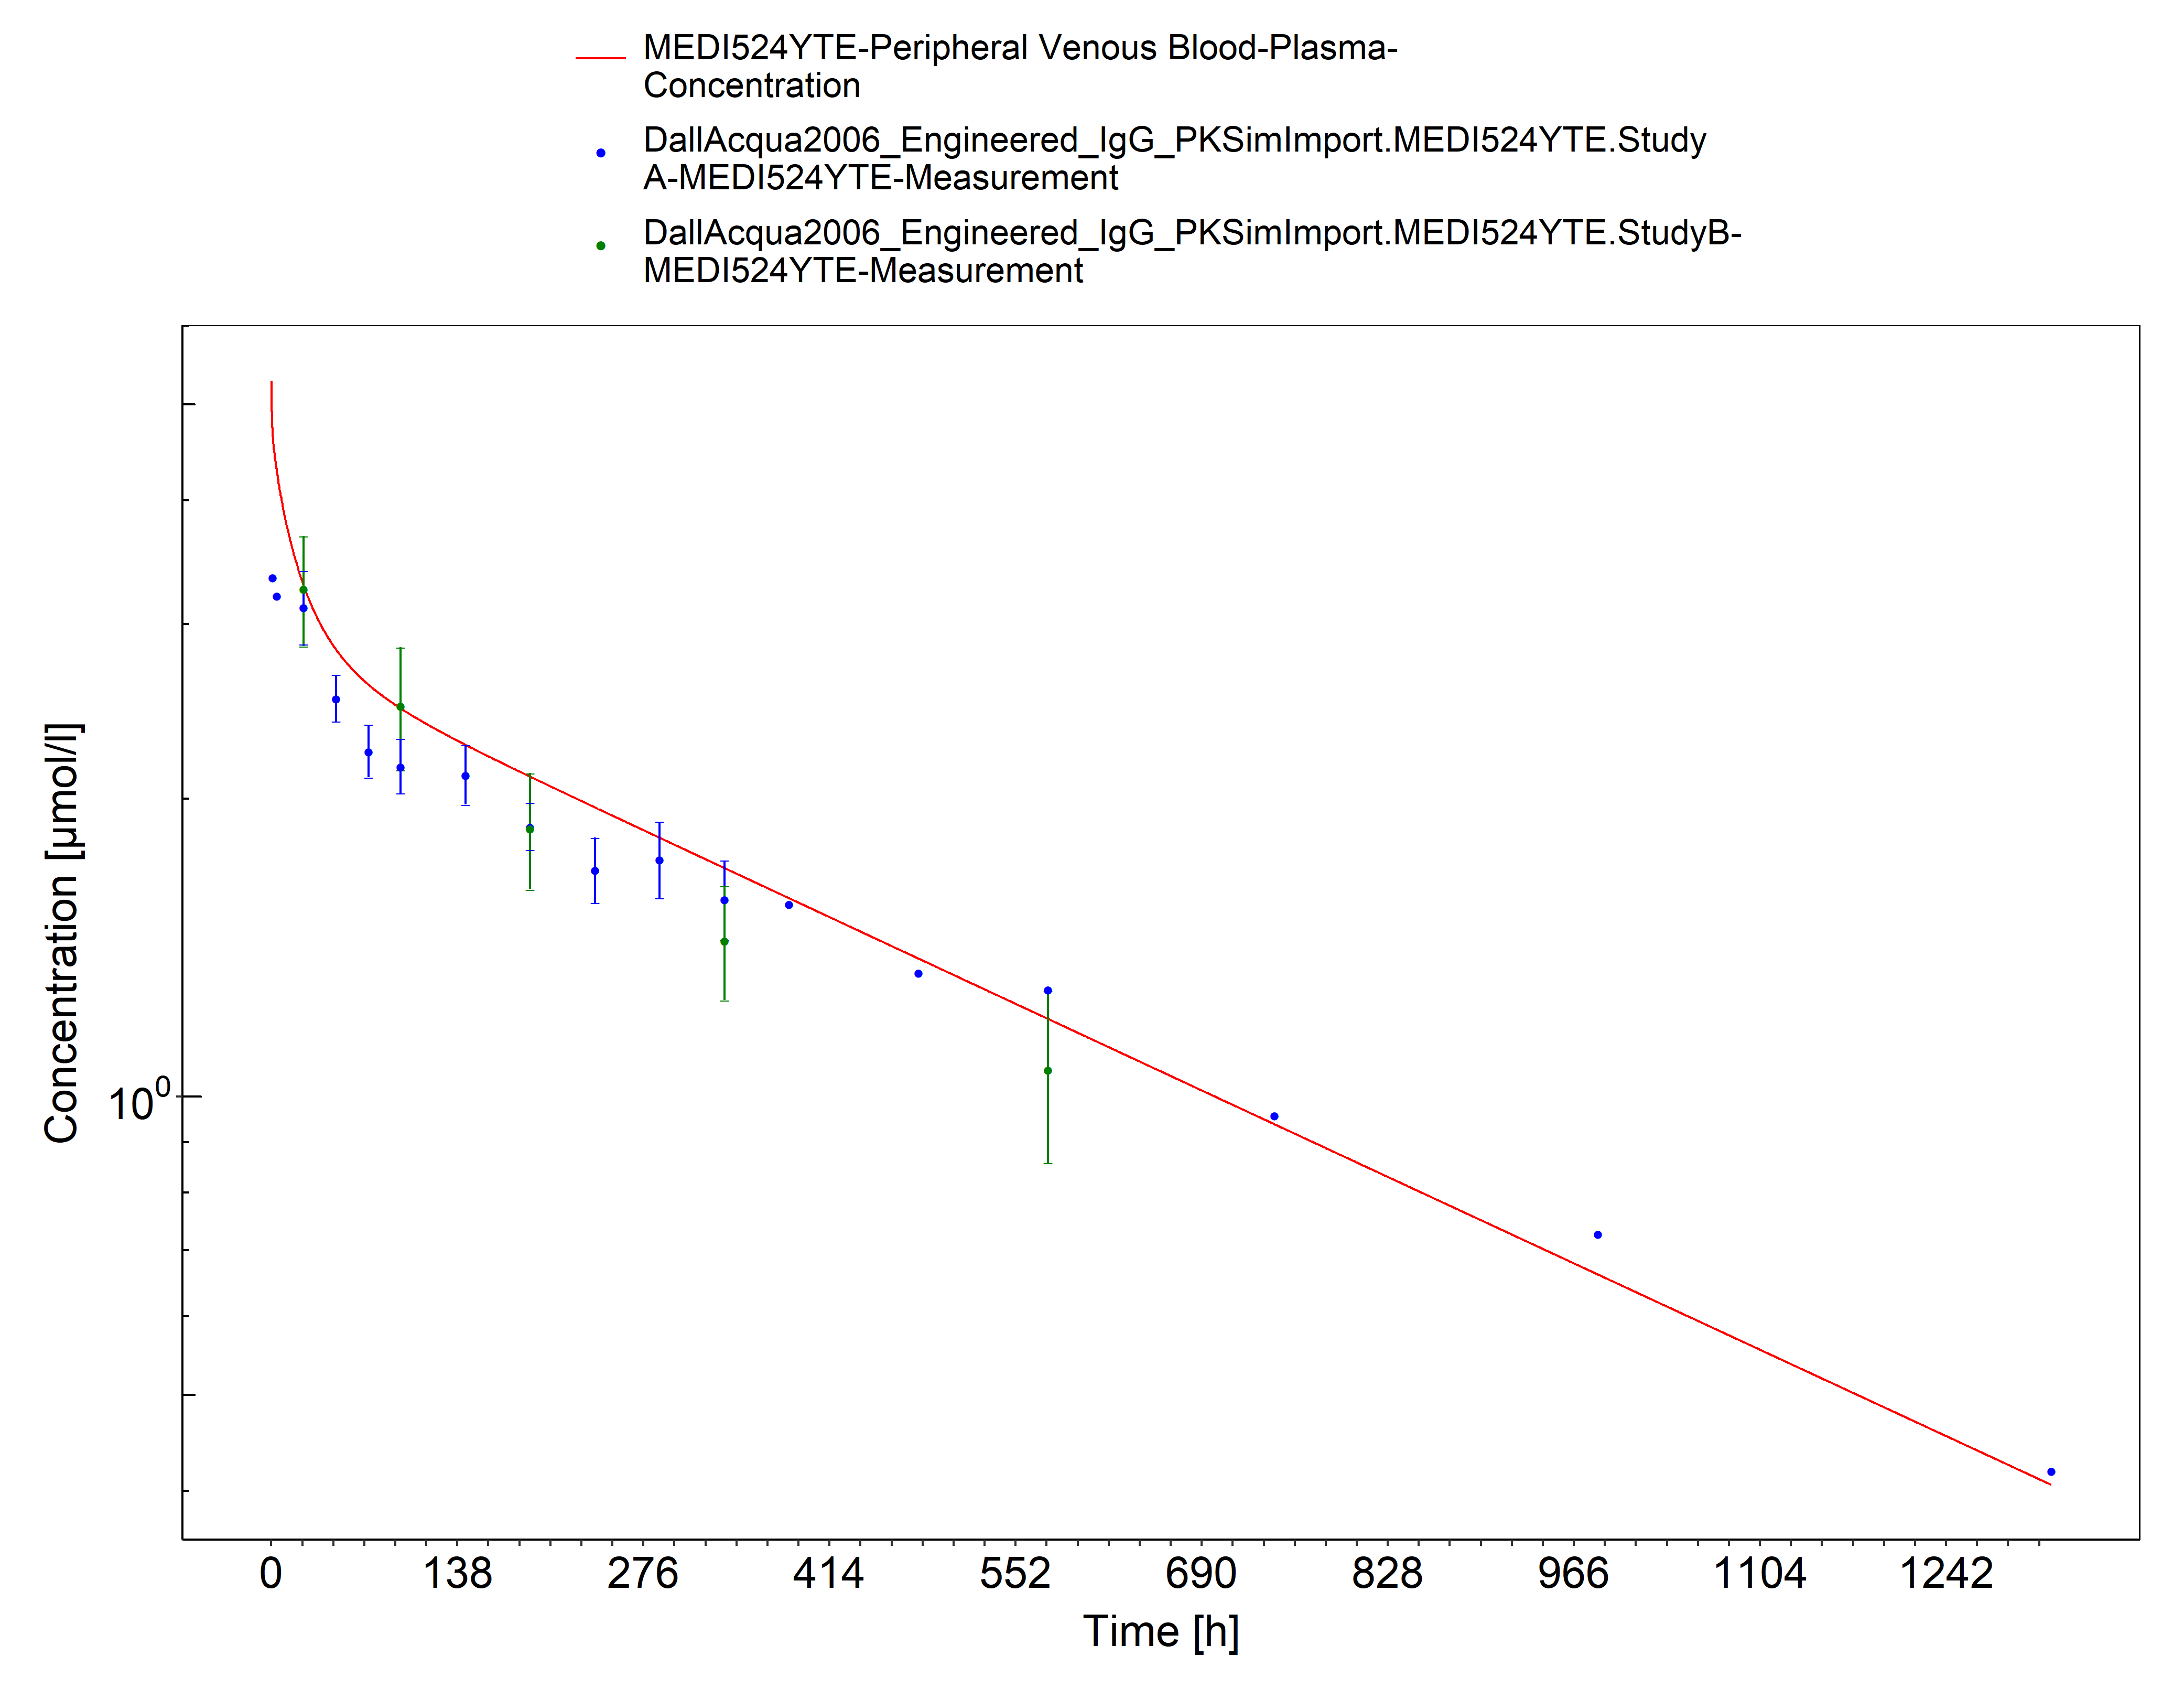 MEDI524YTE-Peripheral Venous Blood-Plasma-
Concentration
DallAcqua2006_Engineered_IgG_PKSimImport.MEDI524YTE.Study
A-MEDI524YTE-Measurement
DallAcqua2006_Engineered_IgG_PKSimImport.MEDI524YTE.StudyB-
MEDI524YTE-Measurement
Concentration [µmol/l]
10⁰
0 138 276 414 552 690 828 966 1104 1242
Time [h]